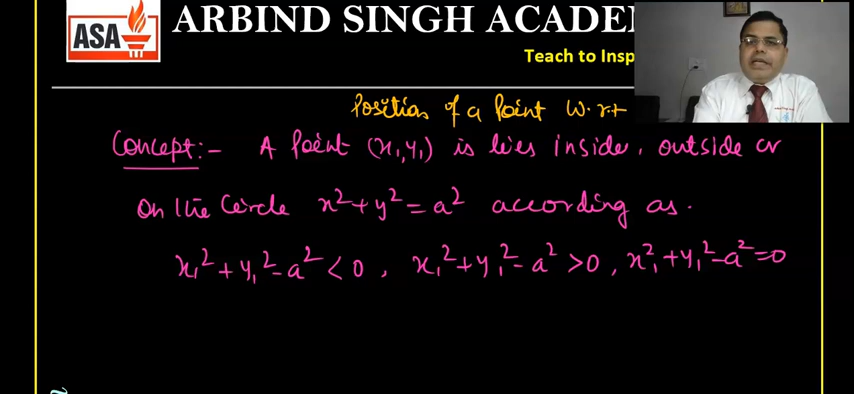 ASA
ARBIND SINGH ACADEM
Teach to Insp
Position of a Point W.r.t
Concept:- A Point (x₁,y₁) is lies inside, outside or
On the Circle x² + y² = a² according as.
x₁² + y₁² - a² < 0, x₁² + y₁² - a² > 0, x₁² + y₁² - a² = 0